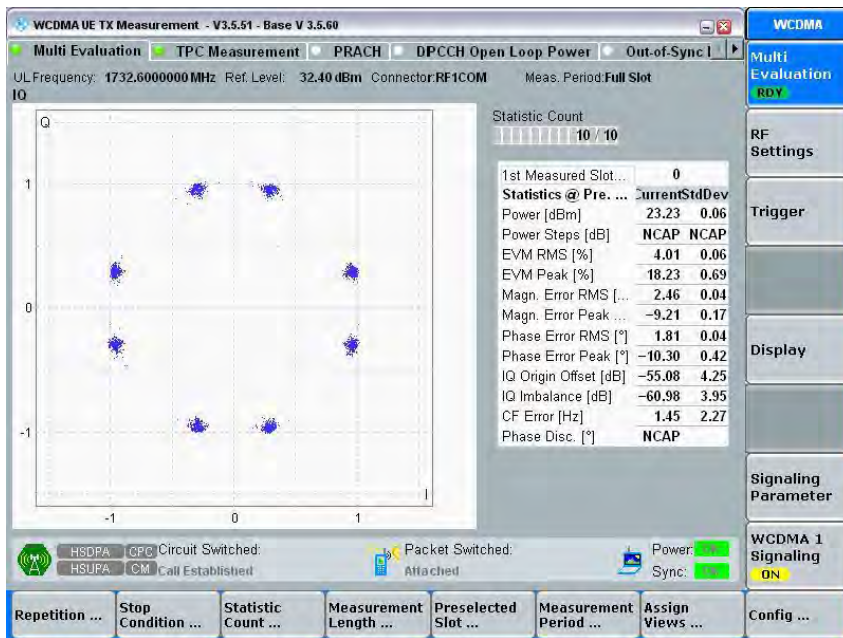 WCDMA UE TX Measurement - V3.5.51 - Base V 3.5.60
Multi Evaluation TPC Measurement PRACH DPCCH Open Loop Power Out-of-Sync
UL Frequency: 1732.6000000 MHz Ref. Level: 32.40 dBm Connector:RF1COM Meas. Period:Full Slot
IQ
Q
1
0
-1
-1 0 1
I
Statistic Count
10 / 10
1st Measured Slot... 0
Statistics @ Pre. ... Current StdDev
Power [dBm] 23.23 0.06
Power Steps [dB] NCAP NCAP
EVM RMS [%] 4.01 0.06
EVM Peak [%] 18.23 0.69
Magn. Error RMS [... 2.46 0.04
Magn. Error Peak ... -9.21 0.17
Phase Error RMS [°] 1.81 0.04
Phase Error Peak [°] -10.30 0.42
IQ Origin Offset [dB] -55.08 4.25
IQ Imbalance [dB] -60.98 3.95
CF Error [Hz] 1.45 2.27
Phase Disc. [°] NCAP
HSDPA CPC Circuit Switched: Packet Switched: Power:
HSUPA CM Call Established Attached Sync:
WCDMA
Multi
Evaluation
RDY
RF
Settings
Trigger
Display
Signaling
Parameter
WCDMA 1
Signaling
ON
Repetition ...
Stop
Condition ...
Statistic
Count ...
Measurement
Length ...
Preselected
Slot ...
Measurement
Period ...
Assign
Views ...
Config ...